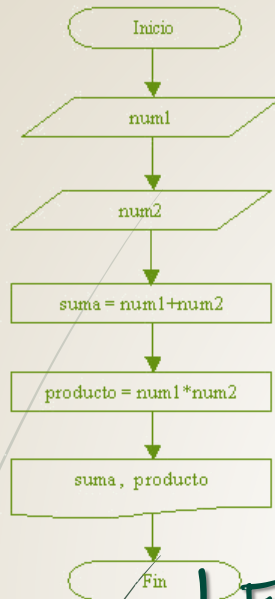 Inicio
num1
num2
suma = num1+num2
producto = num1*num2
suma , producto
Fin